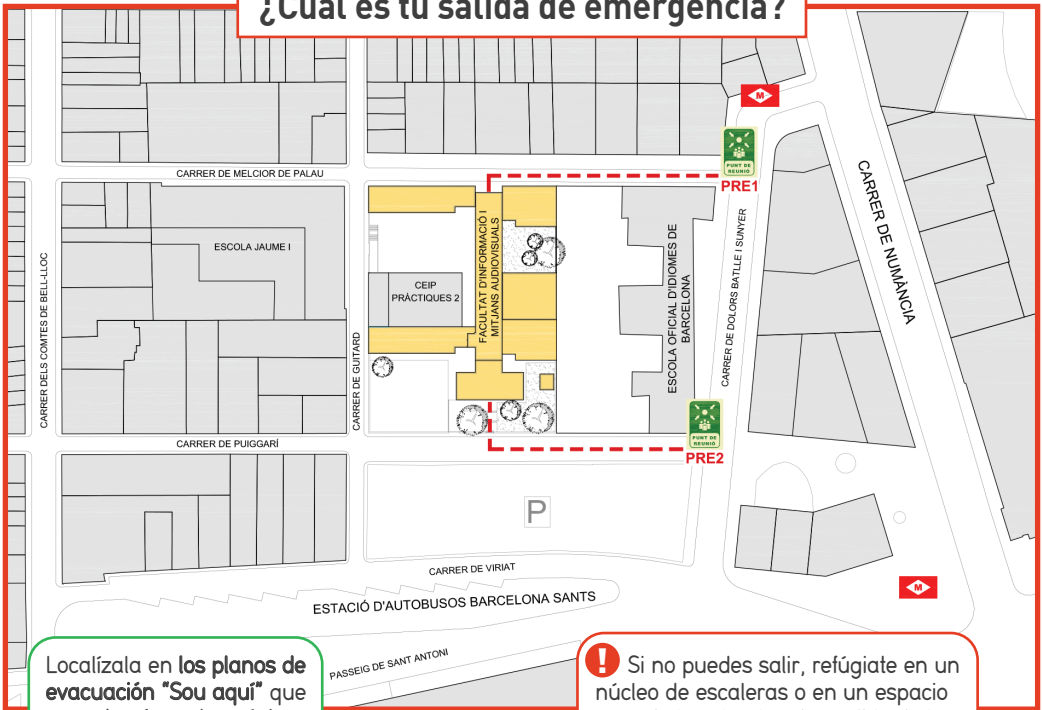 ¿Cuál es tu salida de emergencia?
M
PUNT DE
REUNIÓ
PRE1
CARRER DE MELCIOR DE PALAU
CARRER DE NUMÀNCIA
ESCOLA JAUME I
CARRER DELS COMTES DE BELL-LLOC
CARRER DE GUITARD
CEIP
PRÀCTIQUES 2
FACULTAT D'INFORMACIÓ I
MITJANS AUDIOVISUALS
ESCOLA OFICIAL D'IDIOMES DE
BARCELONA
CARRER DE DOLORS BATLLE I SUNYER
PUNT DE
REUNIÓ
PRE2
CARRER DE PUIGGARÍ
P
CARRER DE VIRIAT
M
ESTACIÓ D'AUTOBUSOS BARCELONA SANTS
PASSEIG DE SANT ANTONI
Localízala en los planos de
evacuación "Sou aquí" que
! Si no puedes salir, refúgiate en un
núcleo de escaleras o en un espacio